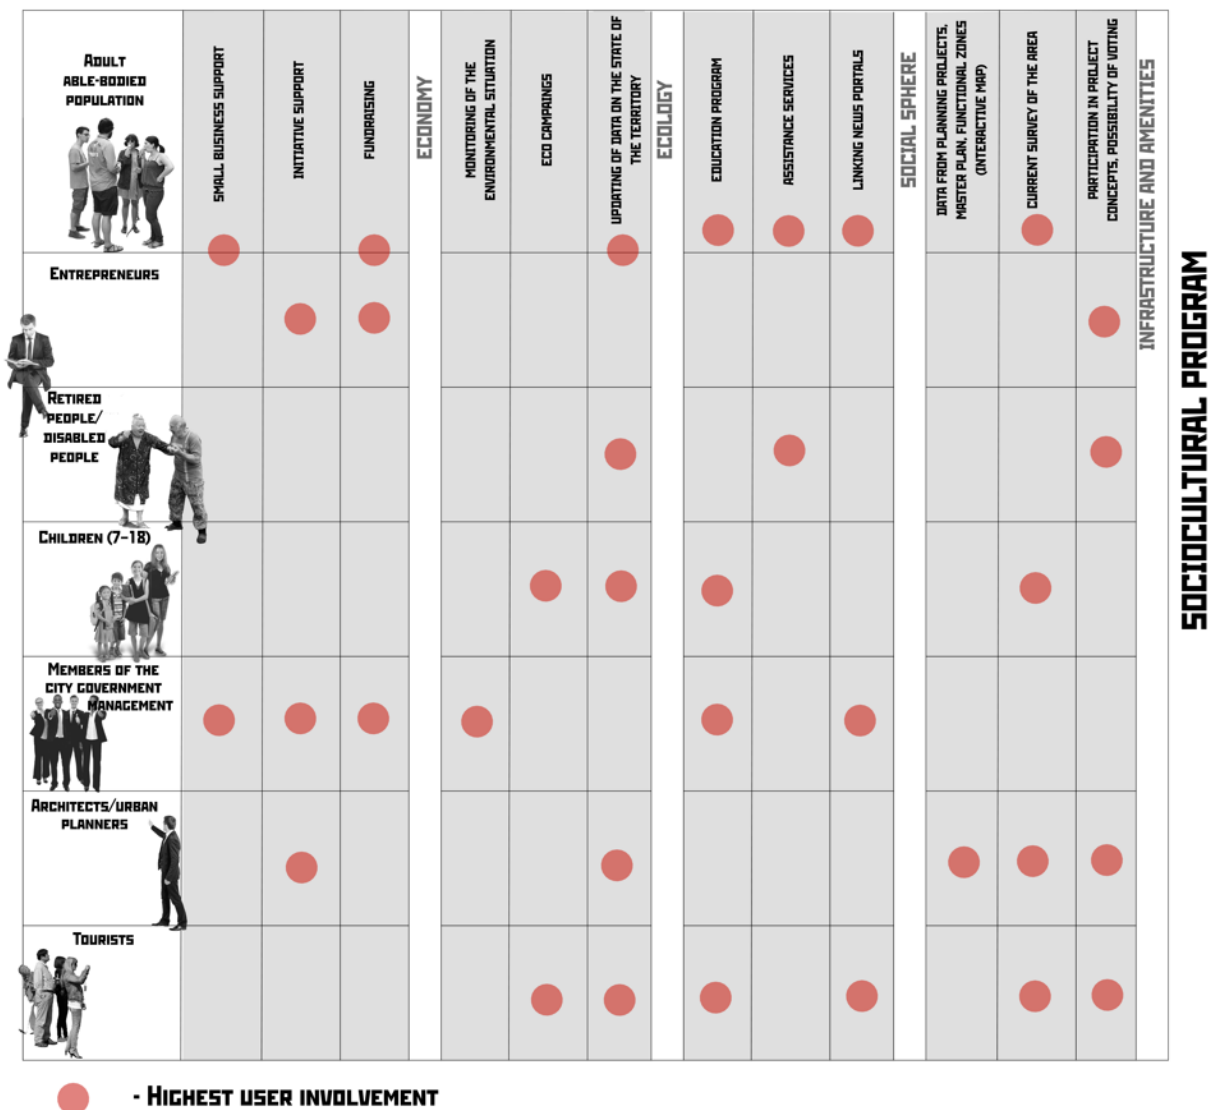 ADULT
ABLE-BODIED
POPULATION
SMALL BUSINESS SUPPORT
INITIATIVE SUPPORT
FUNDRAISING
ECONOMY
MONITORING OF THE
ENVIRONMENTAL SITUATION
ECO CAMPAINGS
UPDATING OF DATA ON THE STATE OF
THE TERRITORY
ECOLOGY
EDUCATION PROGRAM
ASSISTANCE SERVICES
LINKING NEWS PORTALS
SOCIAL SPHERE
DATA FROM PLANNING PROJECTS,
MASTER PLAN, FUNCTIONAL ZONES
(INTERACTIVE MAP)
CURRENT SURVEY OF THE AREA
PARTICIPATION IN PROJECT
CONCEPTS, POSSIBILITY OF VOTING
INFRASTRUCTURE AND AMENITIES
SOCIOCULTURAL PROGRAM
ENTREPRENEURS
RETIRED
PEOPLE/
DISABLED
PEOPLE
CHILDREN (7-18)
MEMBERS OF THE
CITY GOVERNMENT
MANAGEMENT
ARCHITECTS/URBAN
PLANNERS
TOURISTS
- HIGHEST USER INVOLVEMENT